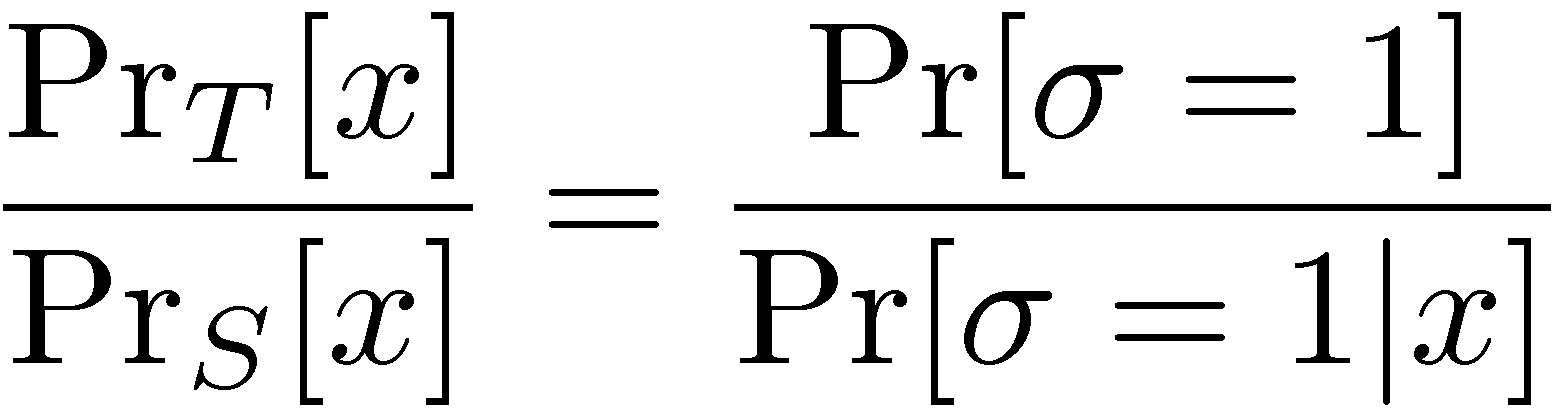 Pr_T[x] / Pr_S[x] = Pr[σ = 1] / Pr[σ = 1|x]